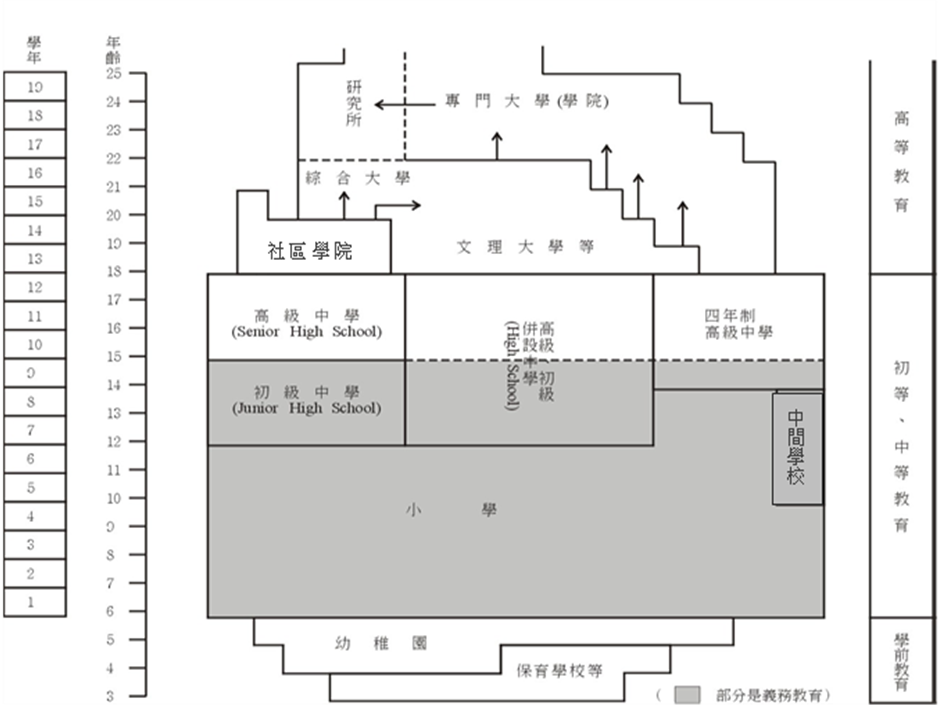 學年
19
18
17
16
15
14
13
12
11
10
9
8
7
6
5
4
3
2
1
年齡
25
24
23
22
21
20
19
18
17
16
15
14
13
12
11
10
9
8
7
6
5
4
3
研究所
專門大學(學院)
綜合大學
社區學院
文理大學等
高級中學
(Senior High School)
初級中學
(Junior High School)
高級、初級
併設中學
(High School)
四年制
高級中學
中間學校
小學
幼稚園
保育學校等
高等教育
初等、中等教育
學前教育
( 部分是義務教育)